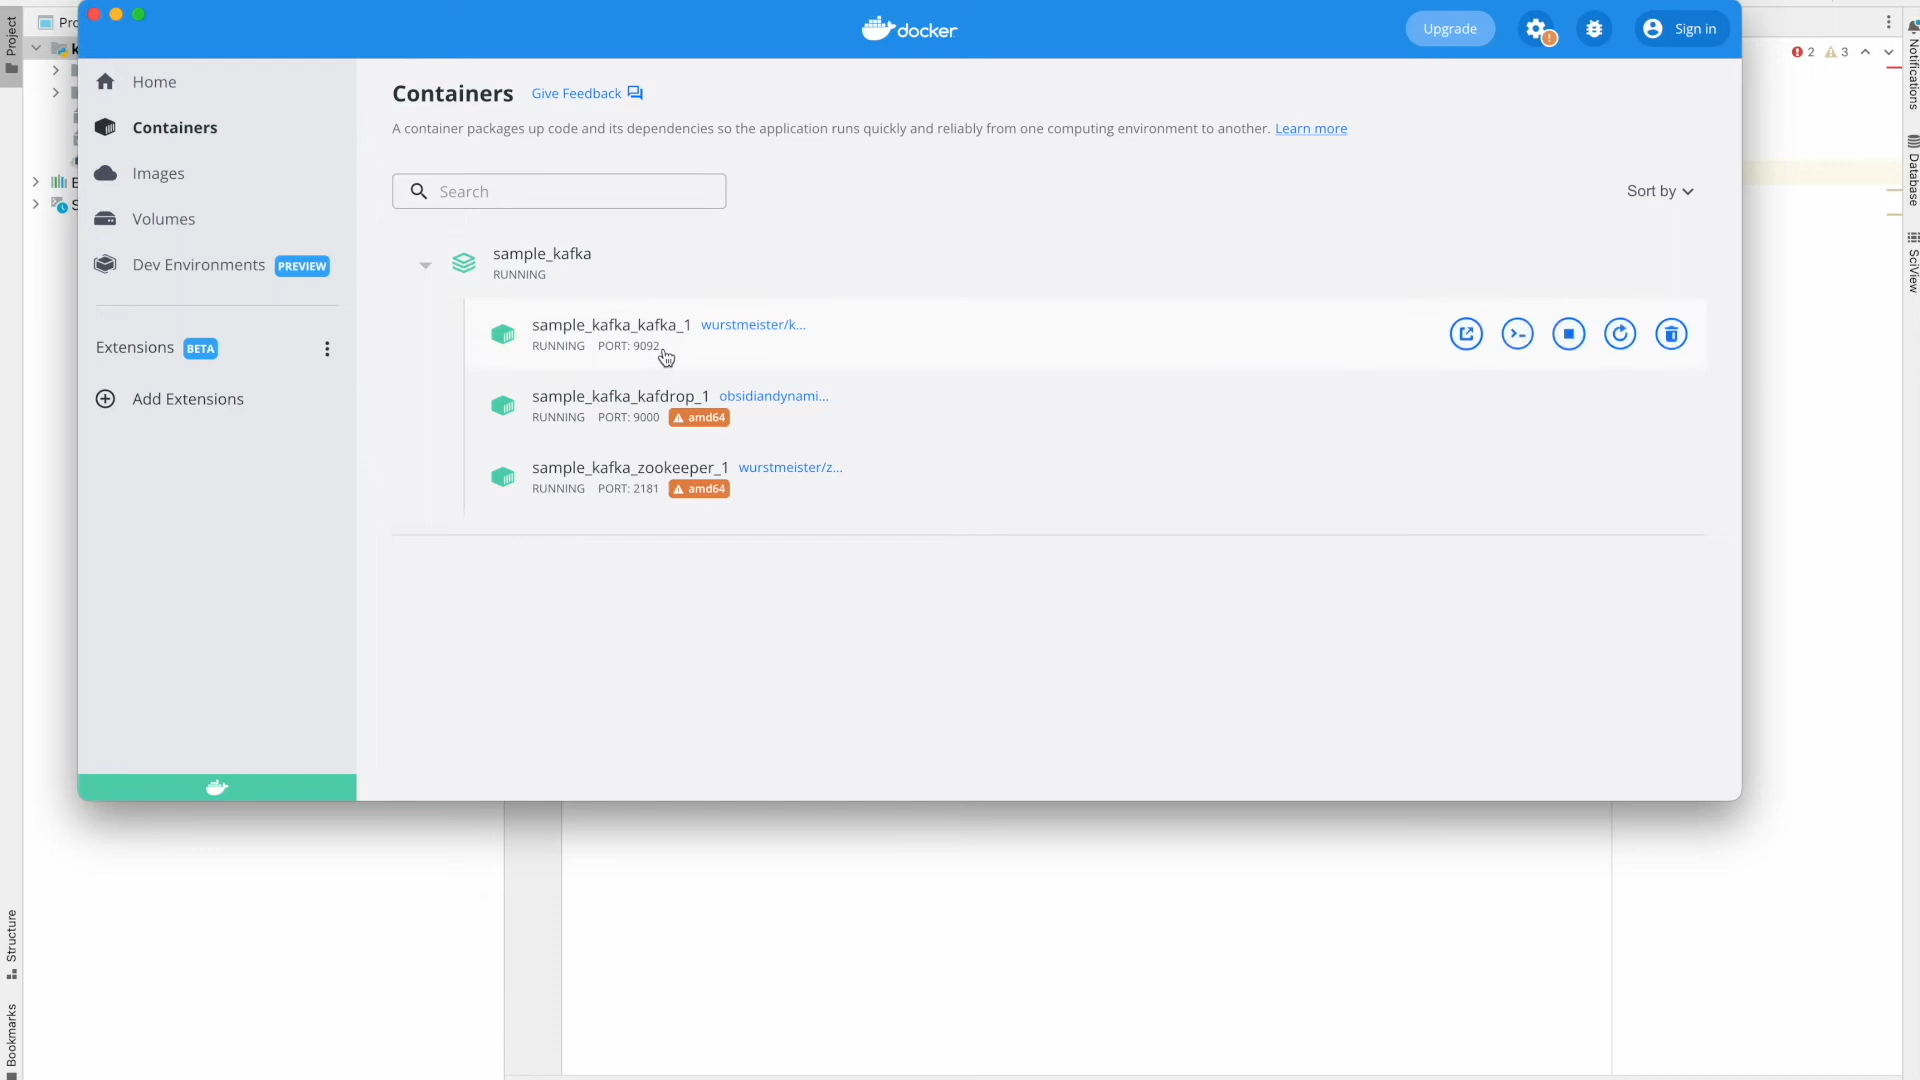 docker
Upgrade
Sign in
Home
Containers
Images
Volumes
Dev Environments PREVIEW
Extensions BETA
Add Extensions
Containers Give Feedback
A container packages up code and its dependencies so the application runs quickly and reliably from one computing environment to another. Learn more
Search
Sort by
sample_kafka
RUNNING
sample_kafka_kafka_1 wurstmeister/k...
RUNNING PORT: 9092
sample_kafka_kafdrop_1 obsidiandynami...
RUNNING PORT: 9000 amd64
sample_kafka_zookeeper_1 wurstmeister/z...
RUNNING PORT: 2181 amd64
Project
Pro
k
E
S
Structure
Bookmarks
2 3
Notifications
Database
SciView